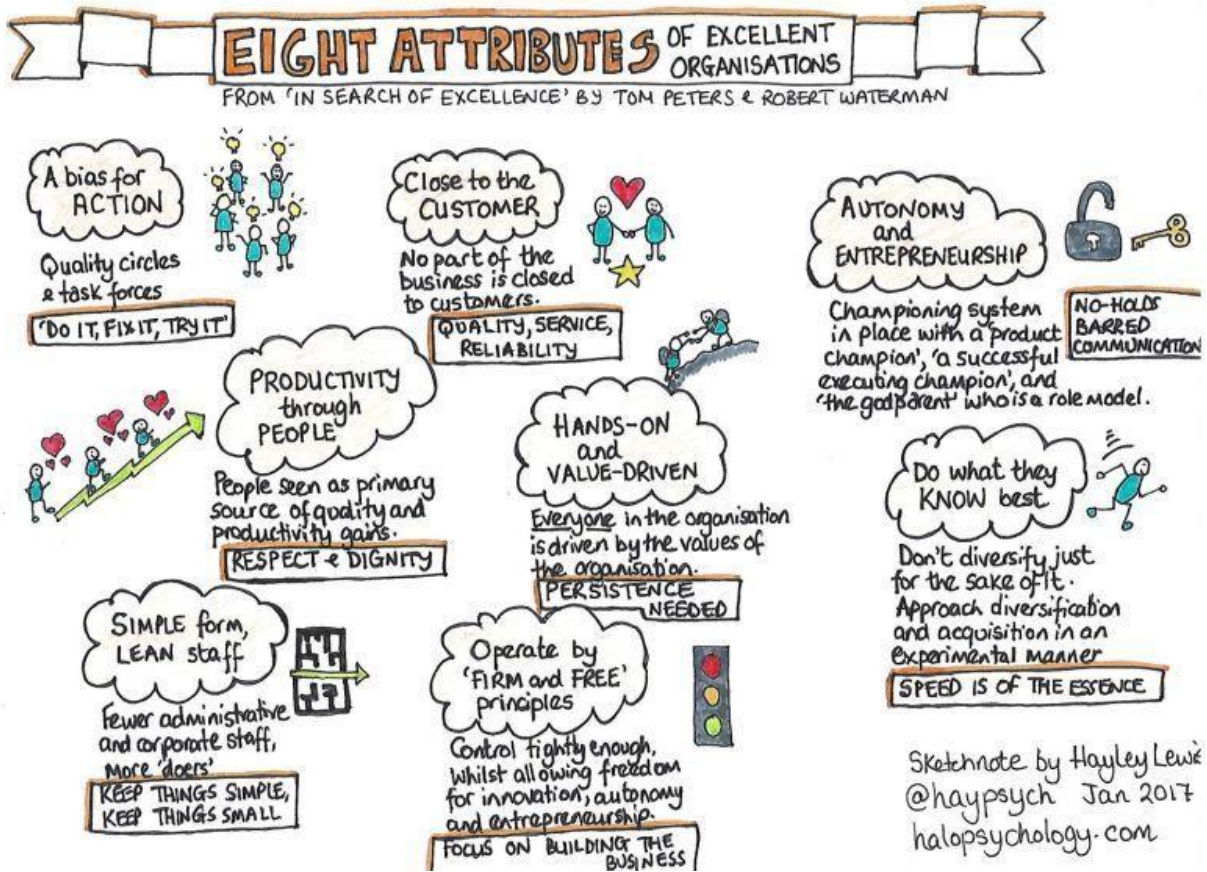 EIGHT ATTRIBUTES OF EXCELLENT
ORGANISATIONS
FROM 'IN SEARCH OF EXCELLENCE' BY TOM PETERS & ROBERT WATERMAN
A bias for
ACTION
Quality circles
& task forces
'DO IT, FIX IT, TRY IT'
Close to the
CUSTOMER
No part of the
business is closed
to customers.
QUALITY, SERVICE,
RELIABILITY
AUTONOMY
and
ENTREPRENEURSHIP
Championing system
in place with a 'product
champion', 'a successful
executing champion', and
'the godparent' who is a role model.
NO-HOLDS
BARRED
COMMUNICATION
PRODUCTIVITY
through
PEOPLE
People seen as primary
source of quality and
productivity gains.
RESPECT & DIGNITY
HANDS-ON
and
VALUE-DRIVEN
Everyone in the organisation
is driven by the values of
the organisation.
PERSISTENCE
NEEDED
Do what they
KNOW best
Don't diversify just
for the sake of it.
Approach diversification
and acquisition in an
experimental manner
SPEED IS OF THE ESSENCE
SIMPLE form,
LEAN staff
Fewer administrative
and corporate staff,
more 'doers'
KEEP THINGS SIMPLE,
KEEP THINGS SMALL
Operate by
'FIRM and FREE'
principles
Control tightly enough,
whilst allowing freedom
for innovation, autonomy
and entrepreneurship.
FOCUS ON BUILDING THE
BUSINESS
Sketchnote by Hayley Lewis
@haypsych Jan 2017
halopsychology.com